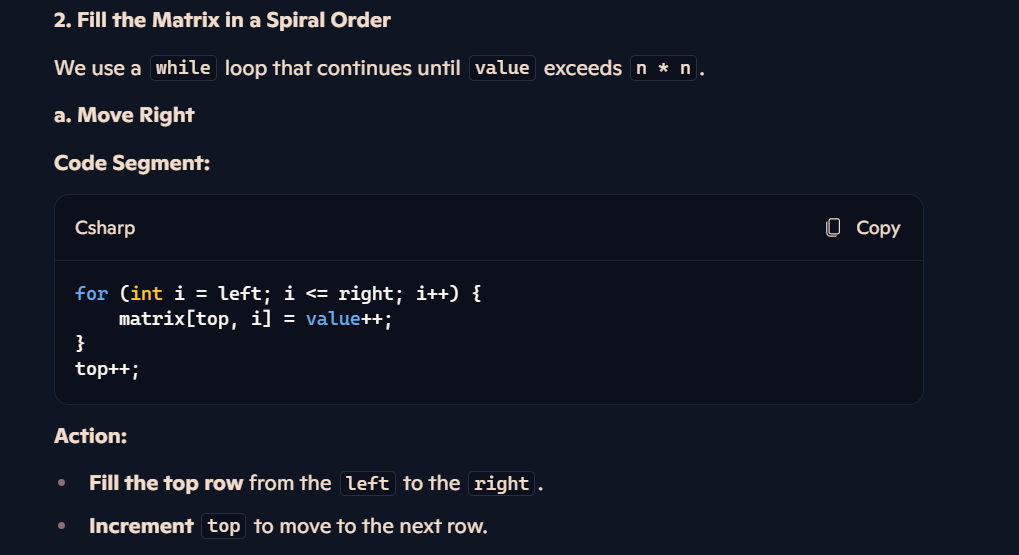 2. Fill the Matrix in a Spiral Order
We use a while loop that continues until value exceeds n * n.
a. Move Right
Code Segment:
Csharp
Copy
for (int i = left; i <= right; i++) {
    matrix[top, i] = value++;
}
top++;
Action:
• Fill the top row from the left to the right.
• Increment top to move to the next row.